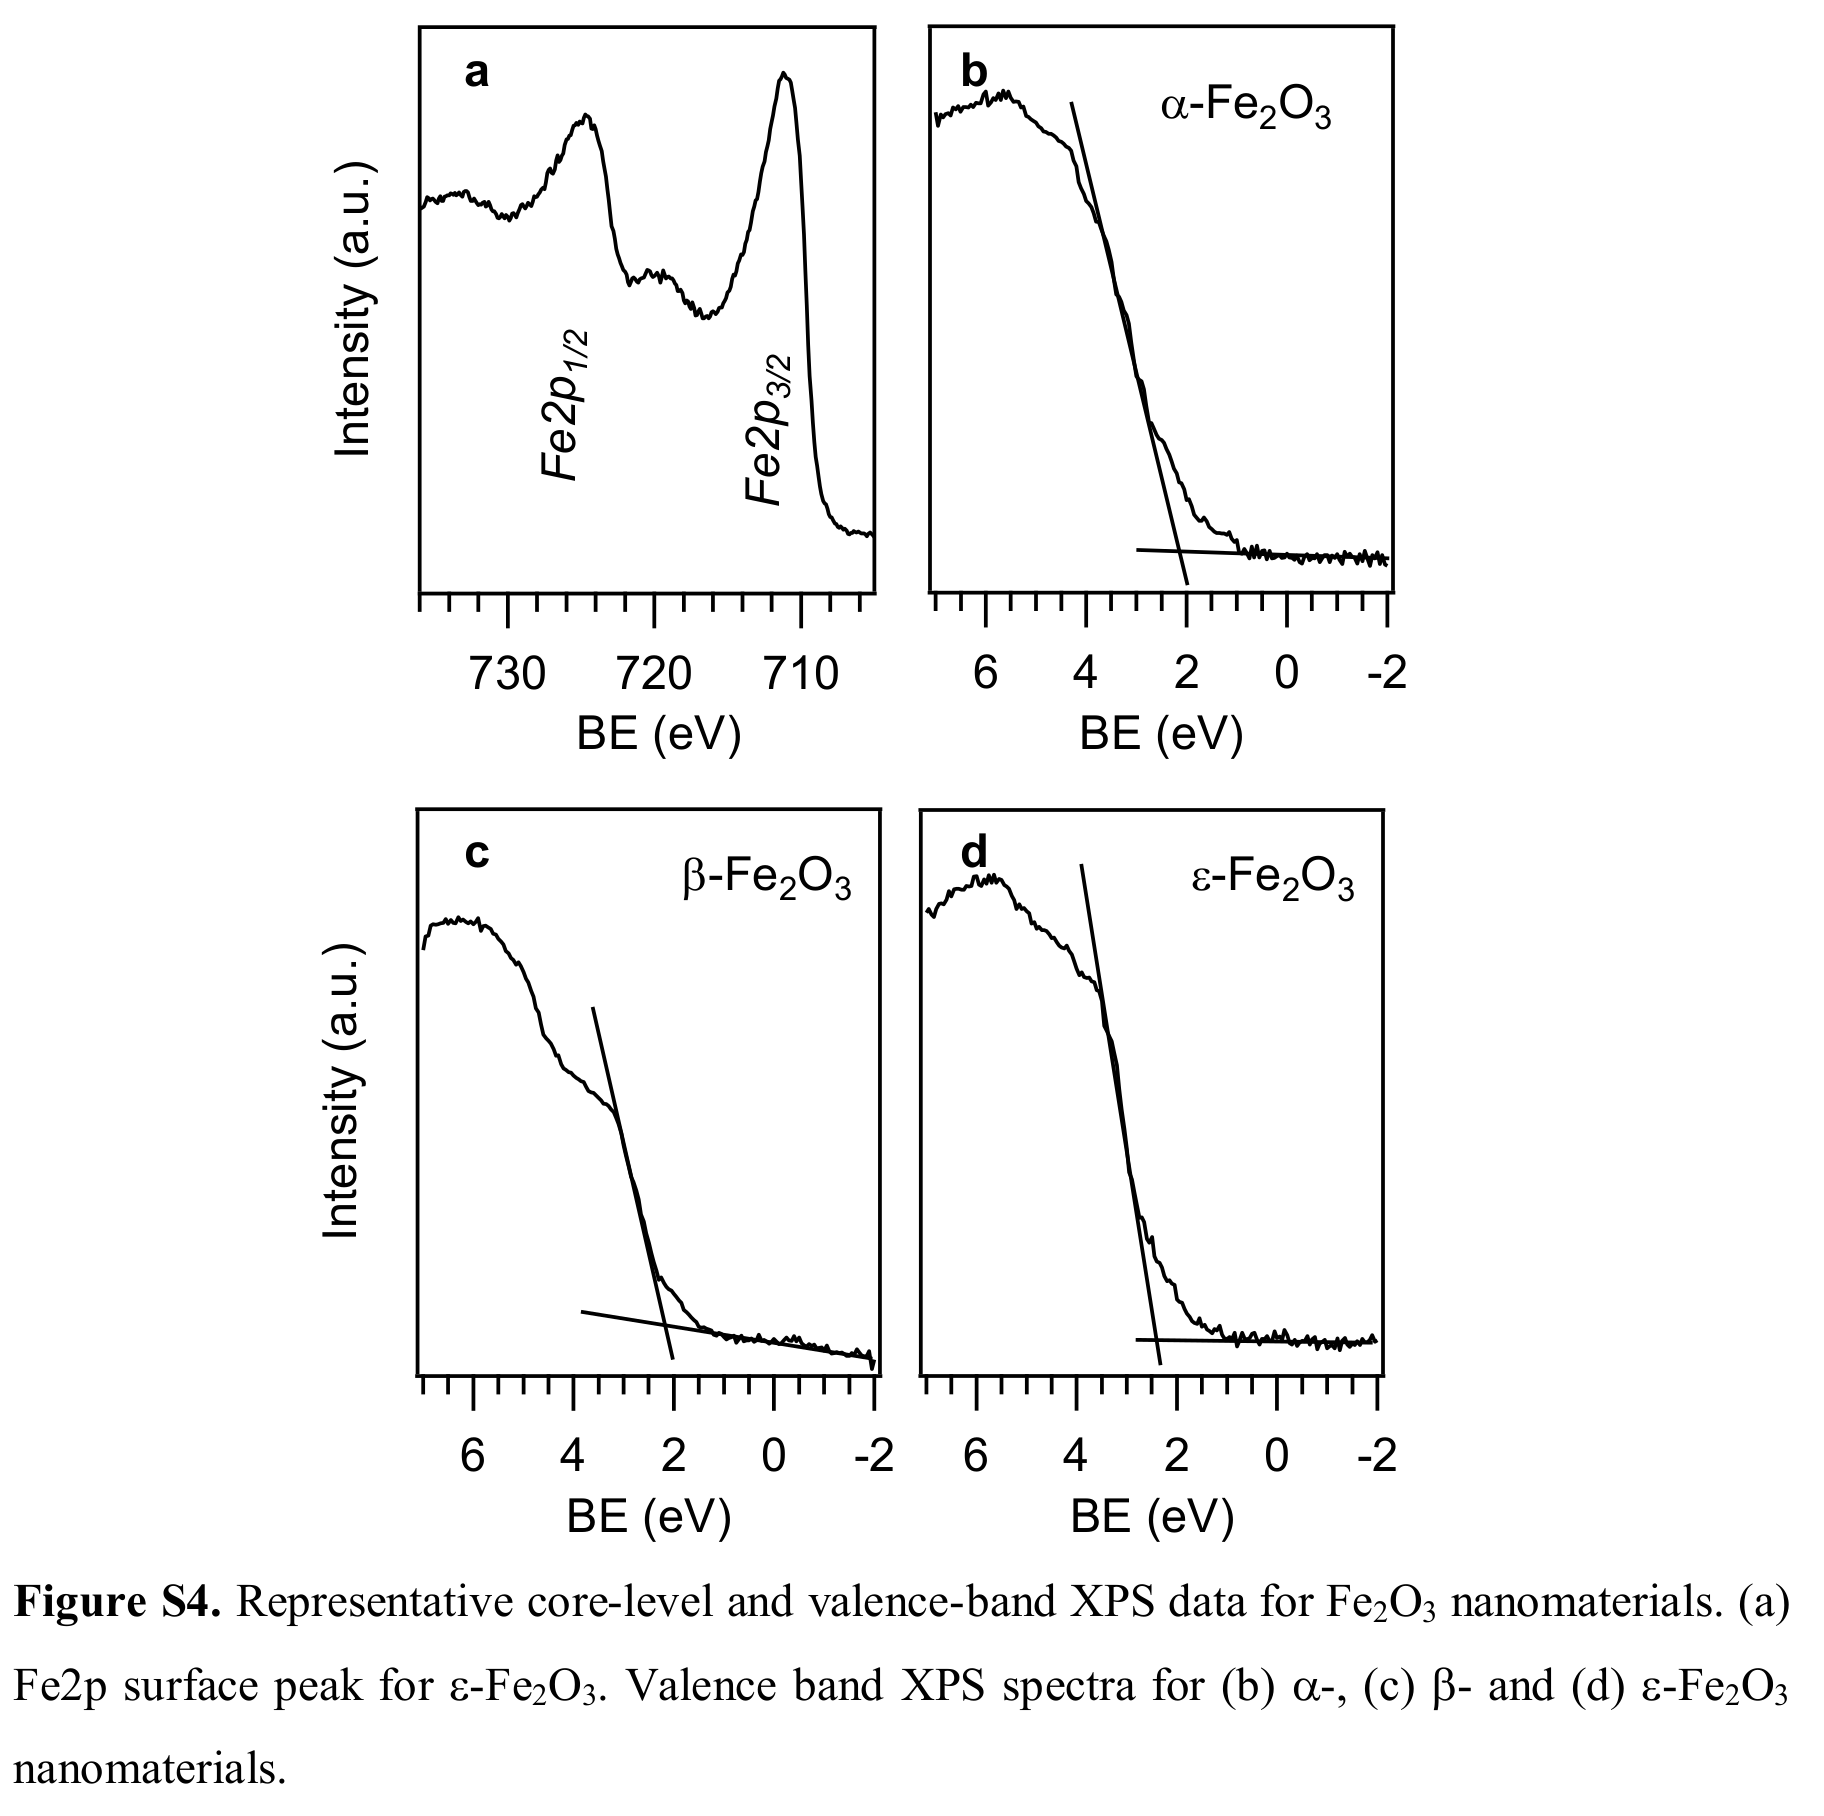 a
Intensity (a.u.)
Fe2p1/2
Fe2p3/2
730 720 710
BE (eV)
b
α-Fe₂O₃
6 4 2 0 -2
BE (eV)
c
β-Fe₂O₃
Intensity (a.u.)
6 4 2 0 -2
BE (eV)
d
ε-Fe₂O₃
6 4 2 0 -2
BE (eV)
Figure S4. Representative core-level and valence-band XPS data for Fe₂O₃ nanomaterials. (a)
Fe2p surface peak for ε-Fe₂O₃. Valence band XPS spectra for (b) α-, (c) β- and (d) ε-Fe₂O₃
nanomaterials.